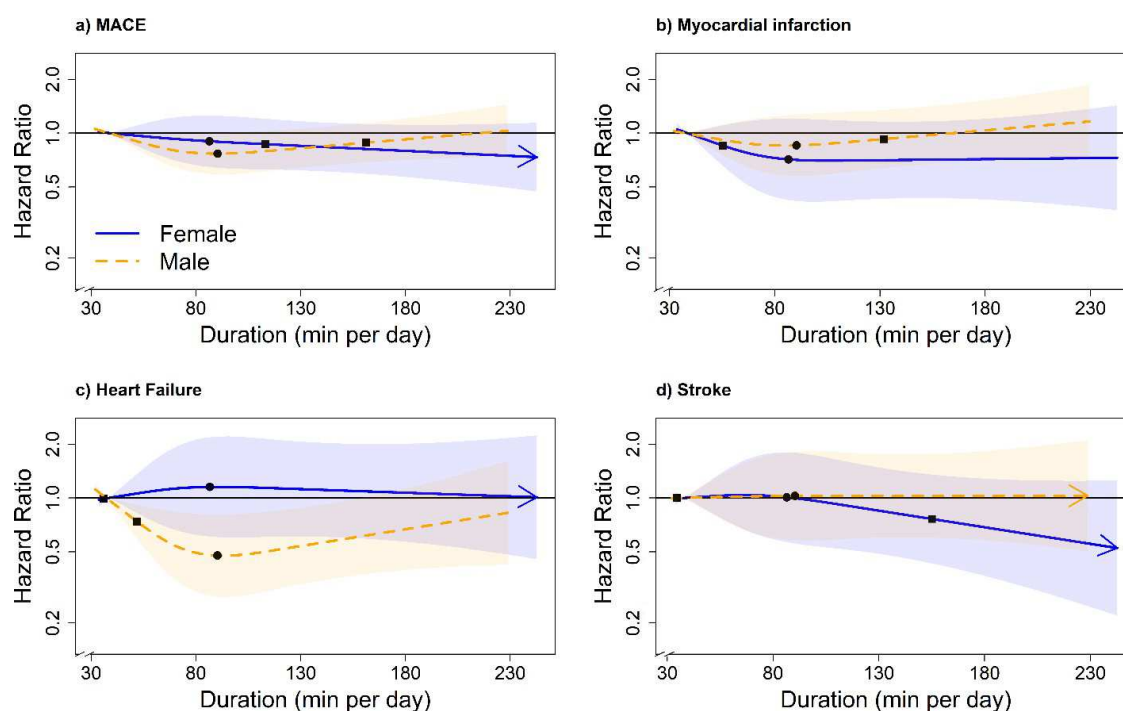 a) MACE
Hazard Ratio
2.0
1.0
0.5
0.2
Female
Male
30 80 130 180 230
Duration (min per day)
b) Myocardial infarction
Hazard Ratio
2.0
1.0
0.5
0.2
30 80 130 180 230
Duration (min per day)
c) Heart Failure
Hazard Ratio
2.0
1.0
0.5
0.2
30 80 130 180 230
Duration (min per day)
d) Stroke
Hazard Ratio
2.0
1.0
0.5
0.2
30 80 130 180 230
Duration (min per day)